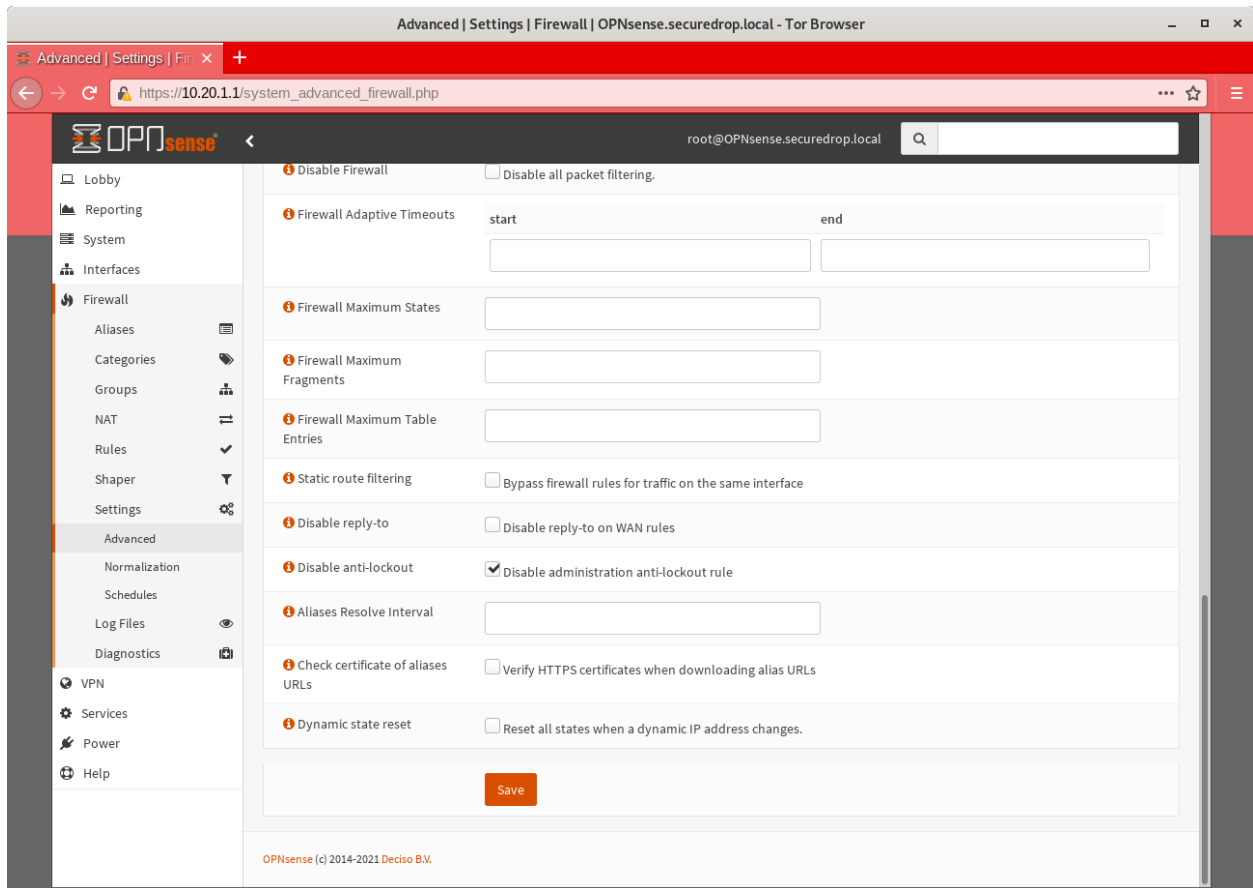 Advanced | Settings | Firewall | OPNsense.securedrop.local - Tor Browser
Advanced | Settings | Fire
https://10.20.1.1/system_advanced_firewall.php
OPNsense
root@OPNsense.securedrop.local
Lobby
Reporting
System
Interfaces
Firewall
Aliases
Categories
Groups
NAT
Rules
Shaper
Settings
Advanced
Normalization
Schedules
Log Files
Diagnostics
VPN
Services
Power
Help
Disable Firewall
Disable all packet filtering.
Firewall Adaptive Timeouts
start end
Firewall Maximum States
Firewall Maximum
Fragments
Firewall Maximum Table
Entries
Static route filtering
Bypass firewall rules for traffic on the same interface
Disable reply-to
Disable reply-to on WAN rules
Disable anti-lockout
Disable administration anti-lockout rule
Aliases Resolve Interval
Check certificate of aliases
URLs
Verify HTTPS certificates when downloading alias URLs
Dynamic state reset
Reset all states when a dynamic IP address changes.
Save
OPNsense (c) 2014-2021 Deciso B.V.